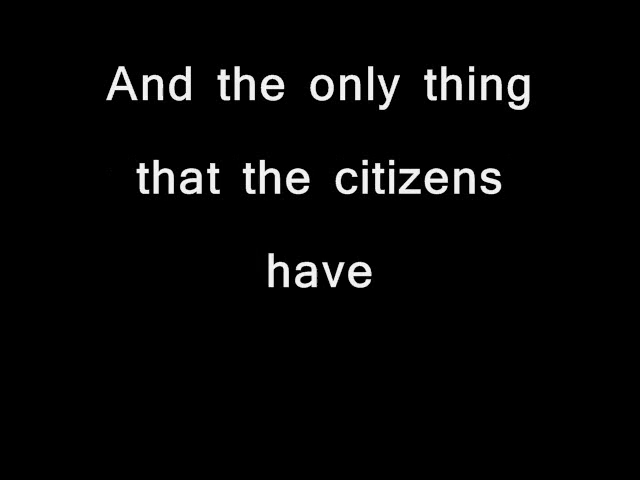 And the only thing
that the citizens
have